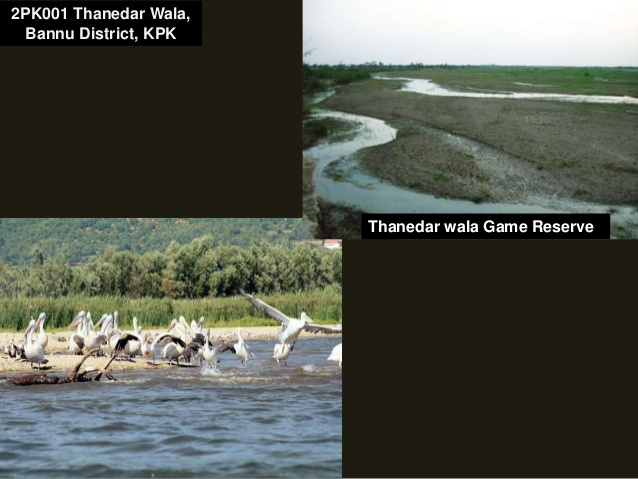 2PK001 Thanedar Wala,
Bannu District, KPK
Thanedar wala Game Reserve